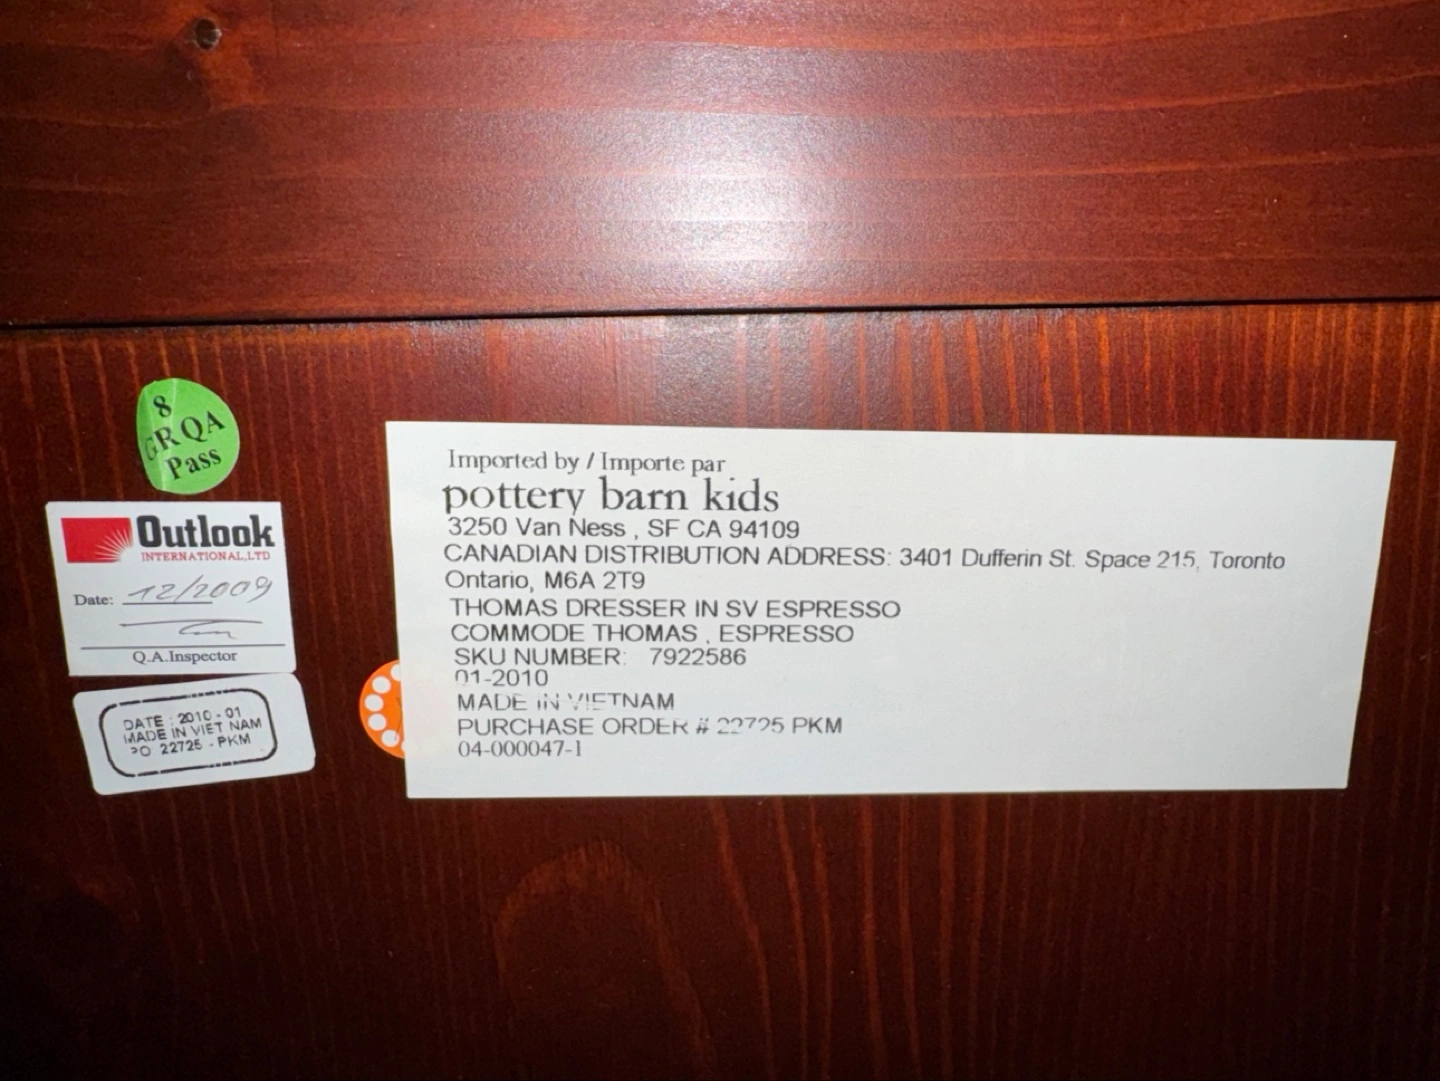 8
GR QA
Pass
Outlook
INTERNATIONAL,LTD
Date: 12/2009
Q.A.Inspector
DATE : 2010 - 01
MADE IN VIET NAM
PO 22725 - PKM
Imported by / Importe par
pottery barn kids
3250 Van Ness , SF CA 94109
CANADIAN DISTRIBUTION ADDRESS: 3401 Dufferin St. Space 215, Toronto
Ontario, M6A 2T9
THOMAS DRESSER IN SV ESPRESSO
COMMODE THOMAS , ESPRESSO
SKU NUMBER: 7922586
01-2010
MADE IN VIETNAM
PURCHASE ORDER # 22725 PKM
04-000047-1